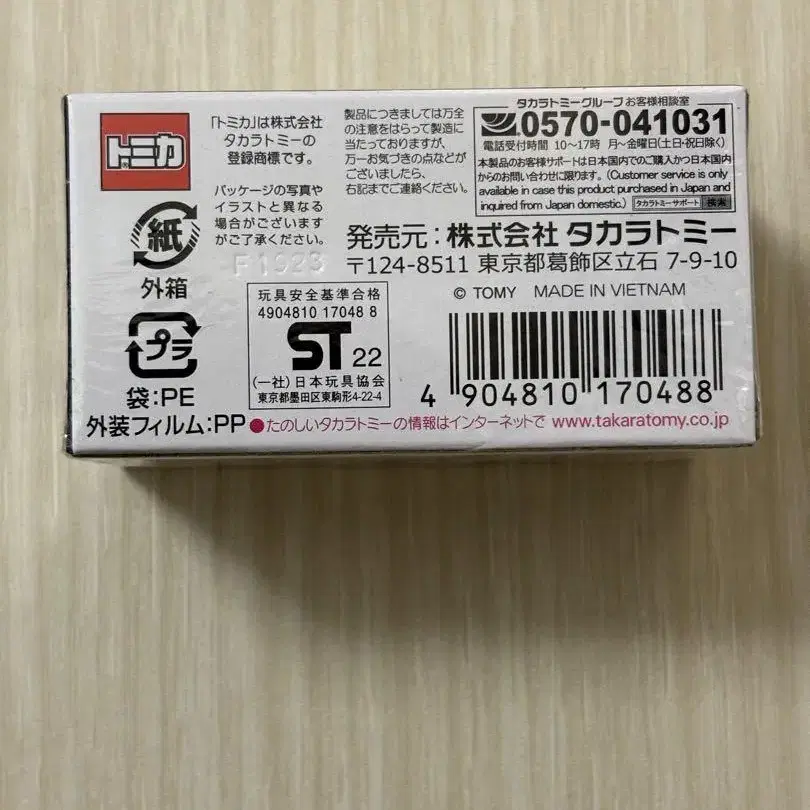 トミカ
「トミカ」は株式会社
タカラトミーの
登録商標です。
パッケージの写真や
イラストと異なる
場合がございます
がご了承ください。
製品につきましては万全
の注意をはらって製造に
当たっておりますが、
万一お気づきの点などが
ございましたら、
右記までご連絡ください。
タカラトミーグループ お客様相談室
0570-041031
電話受付時間 10〜17時 月〜金曜日(土日・祝日除く)
本製品のお客様サポートは日本国内でのご購入かつ日本国内
からのお問い合わせに限ります。(Customer service is only
available in case this product purchased in Japan and
inquired from Japan domestic.) タカラトミーサポート 検索
発売元:株式会社 タカラトミー
〒124-8511 東京都葛飾区立石 7-9-10
© TOMY MADE IN VIETNAM
紙
外箱
プラ
袋:PE
外装フィルム:PP
玩具安全基準合格
4904810 17048 8
ST 22
(一社)日本玩具協会
東京都墨田区東駒形4-22-4
4 904810 170488
●たのしいタカラトミーの情報はインターネットで www.takaratomy.co.jp